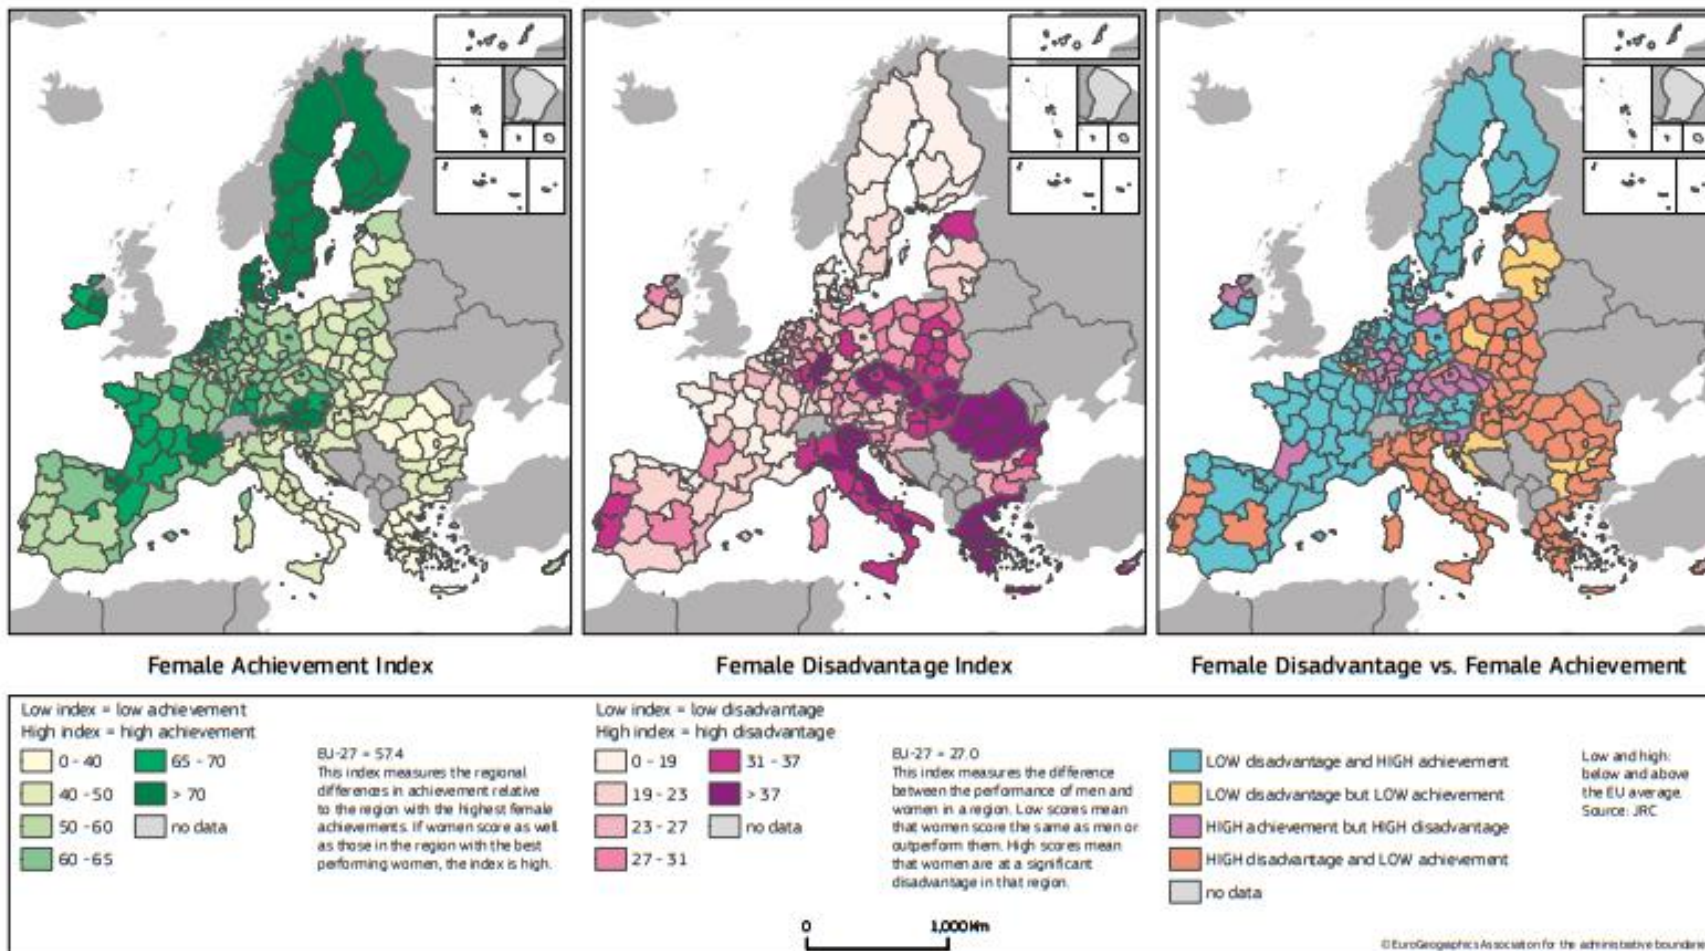 Female Achievement Index
Female Disadvantage Index
Female Disadvantage vs. Female Achievement
Low index = low achievement
High index = high achievement
0 - 40
40 - 50
50 - 60
60 - 65
65 - 70
> 70
no data
EU-27 = 57.4
This index measures the regional
differences in achievement relative
to the region with the highest female
achievements. If women score as well
as those in the region with the best
performing women, the index is high.
Low index = low disadvantage
High index = high disadvantage
0 - 19
19 - 23
23 - 27
27 - 31
31 - 37
> 37
no data
EU-27 = 27.0
This index measures the difference
between the performance of men and
women in a region. Low scores mean
that women score the same as men or
outperform them. High scores mean
that women are at a significant
disadvantage in that region.
LOW disadvantage and HIGH achievement
LOW disadvantage but LOW achievement
HIGH achievement but HIGH disadvantage
HIGH disadvantage and LOW achievement
no data
Low and high:
below and above
the EU average.
Source: JRC
0
1,000 Km
© EuroGeographics Association for the administrative boundaries